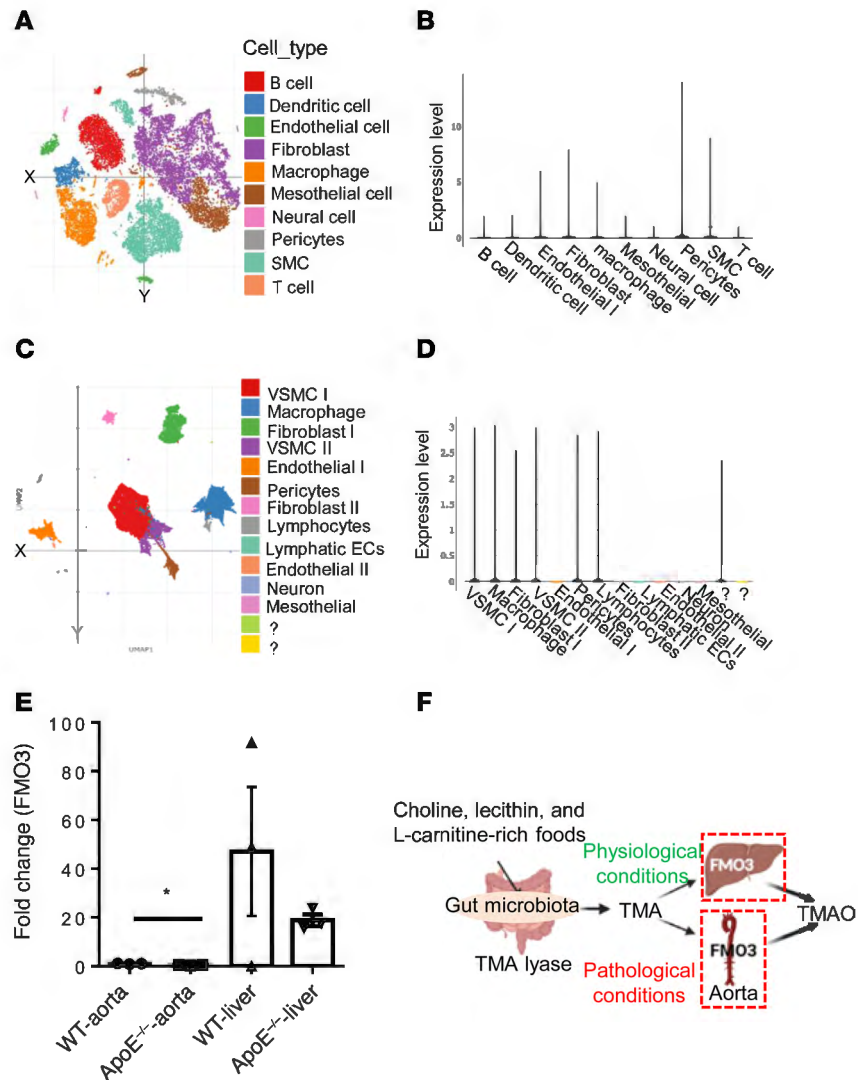 A
Cell_type
B cell
Dendritic cell
Endothelial cell
Fibroblast
Macrophage
Mesothelial cell
Neural cell
Pericytes
SMC
T cell
X
Y
B
Expression level
10
5
0
B cell
Dendritic cell
Endothelial I
Fibroblast
macrophage
Mesothelial
Neural cell
Pericytes
SMC
T cell
C
VSMC I
Macrophage
Fibroblast I
VSMC II
Endothelial I
Pericytes
Fibroblast II
Lymphocytes
Lymphatic ECs
Endothelial II
Neuron
Mesothelial
?
?
UMAP2
X
Y
UMAP1
D
Expression level
3
2.5
2
1.5
1
0.5
0
VSMC I
Macrophage
Fibroblast I
VSMC II
Endothelial I
Pericytes
Lymphocytes
Fibroblast II
Lymphatic ECs
Endothelial II
Neuron
Mesothelial
?
?
E
Fold change (FMO3)
100
80
60
40
20
0
*
WT-aorta
ApoE⁻/⁻-aorta
WT-liver
ApoE⁻/⁻-liver
F
Choline, lecithin, and
L-carnitine-rich foods
Physiological
conditions
FMO3
Gut microbiota
TMA
TMAO
TMA lyase
Pathological
conditions
FMO3
Aorta